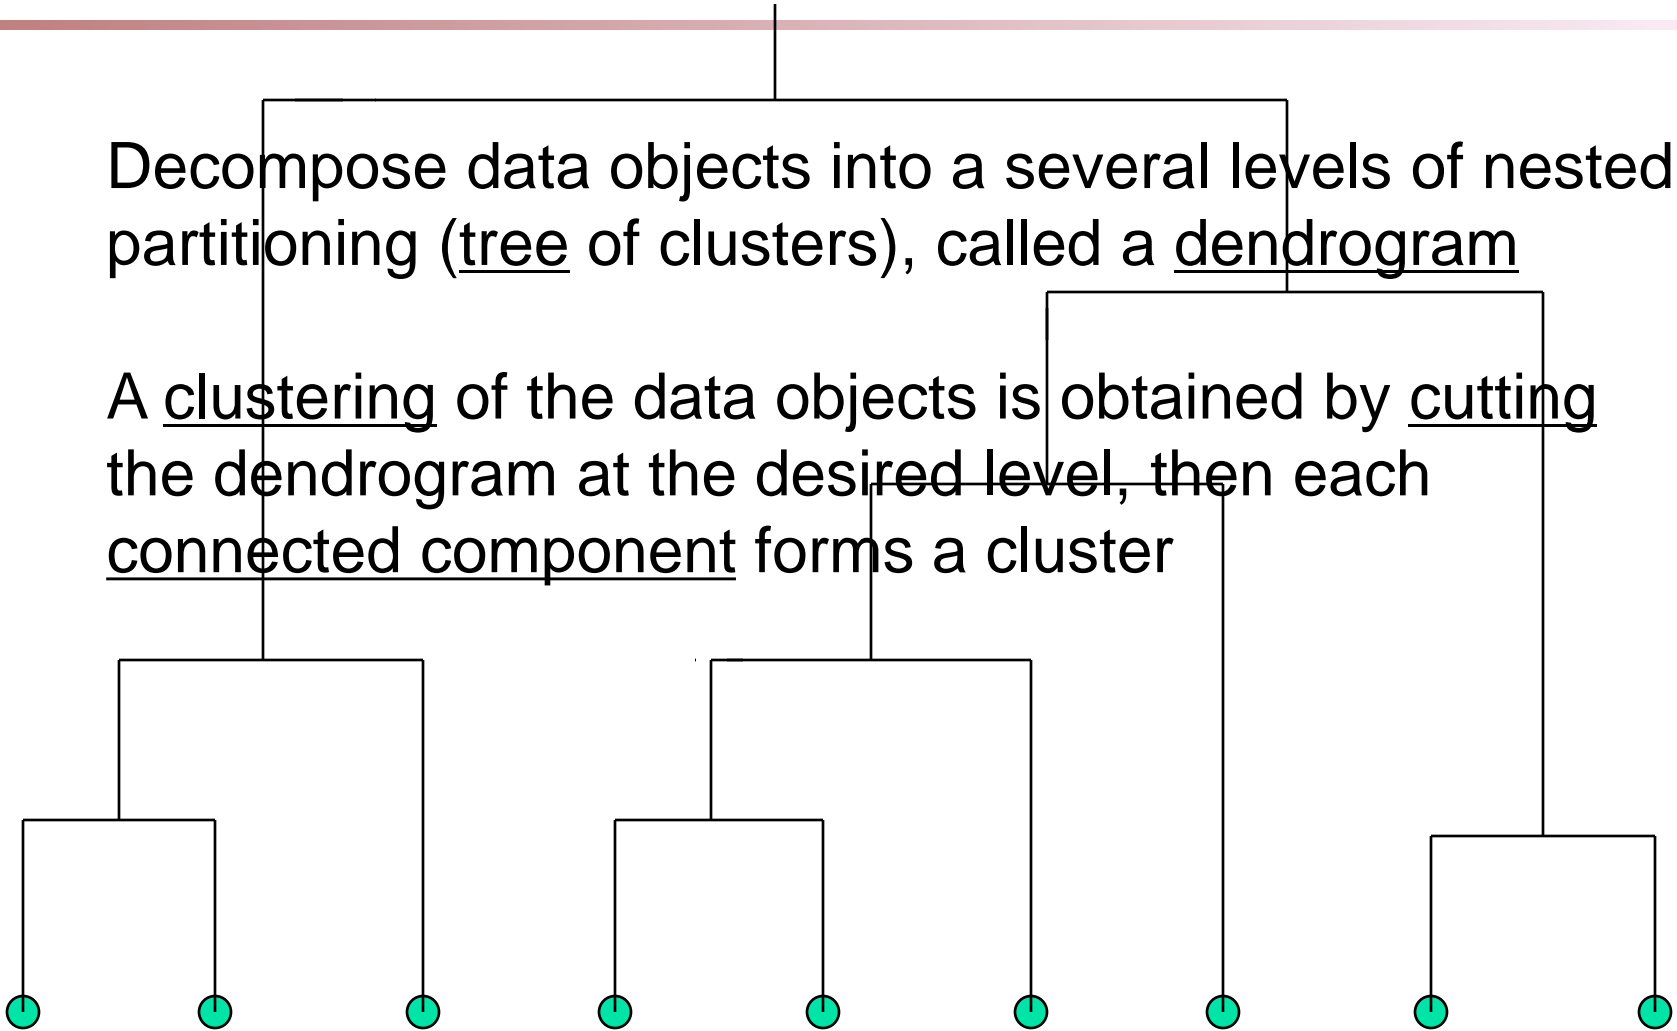 Decompose data objects into a several levels of nested
partitioning (tree of clusters), called a dendrogram
A clustering of the data objects is obtained by cutting
the dendrogram at the desired level, then each
connected component forms a cluster